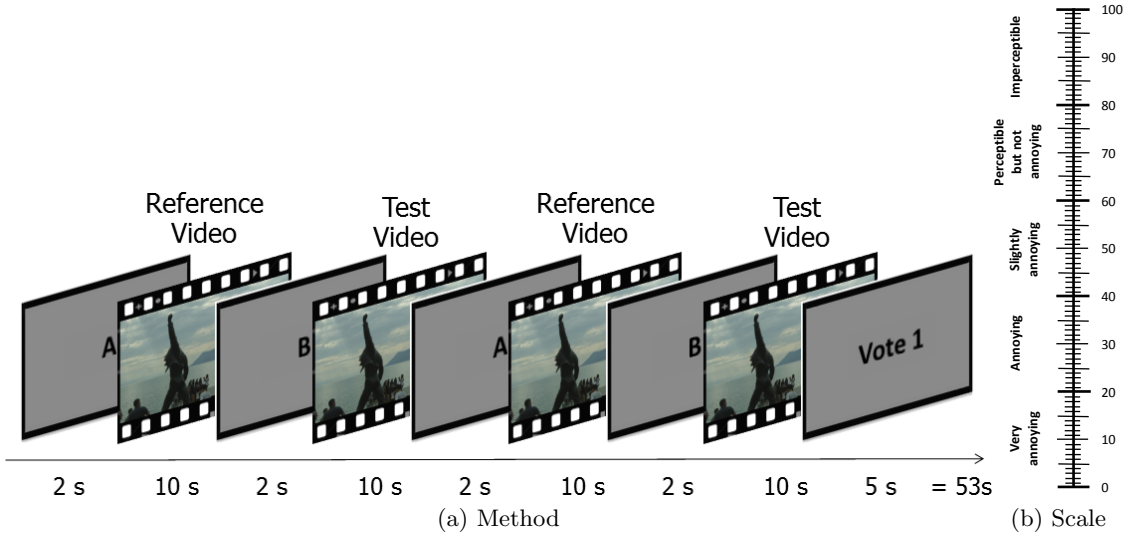 Reference
Video
Test
Video
Reference
Video
Test
Video
A
B
A
B
Vote 1
2 s 10 s 2 s 10 s 2 s 10 s 2 s 10 s 5 s = 53s
(a) Method
100
90
80
70
60
50
40
30
20
10
0
Imperceptible
Perceptible
but not
annoying
Slightly
annoying
Annoying
Very
annoying
(b) Scale